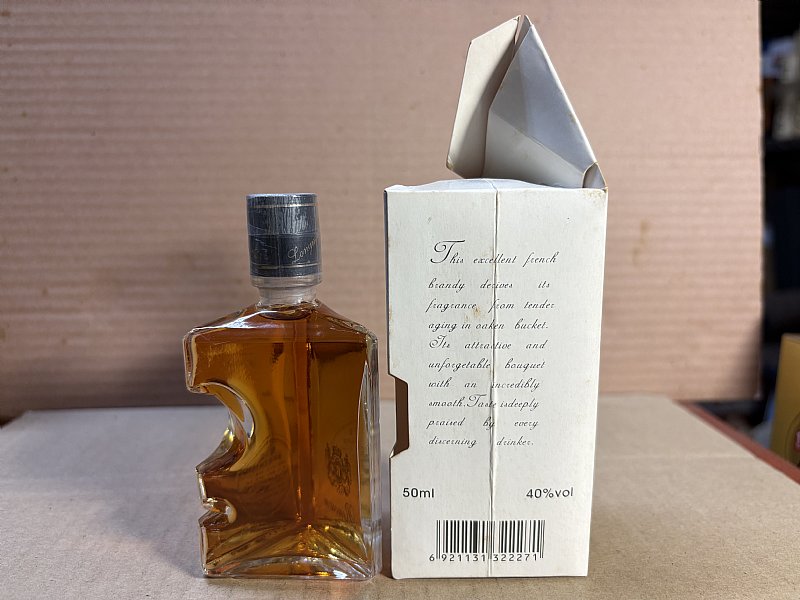 This excellent french
brandy derives its
fragrance from tender
aging in oaken bucket.
Its attractive and
unforgetable bouquet
with an incredibly
smooth.Taste isdeeply
praised by every
discerning drinker.
50ml 40%vol
6 921131 322271